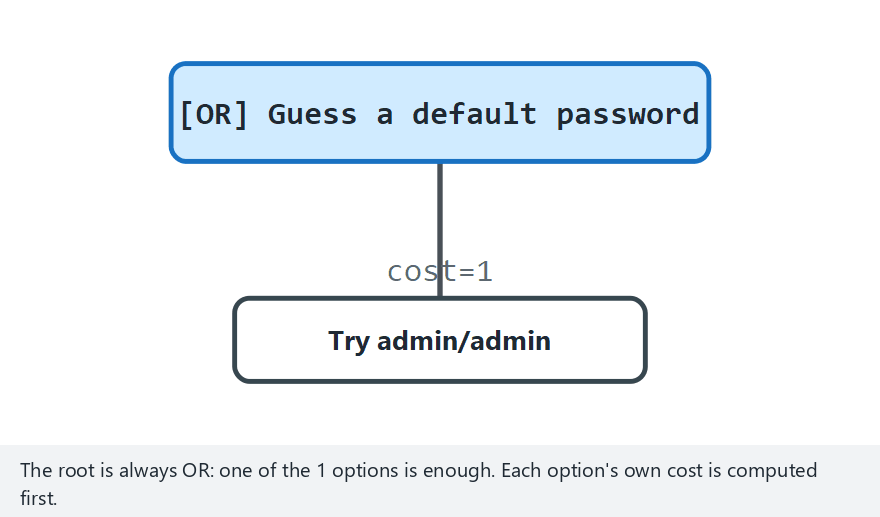 [OR] Guess a default password
cost=1
Try admin/admin
The root is always OR: one of the 1 options is enough. Each option's own cost is computed
first.